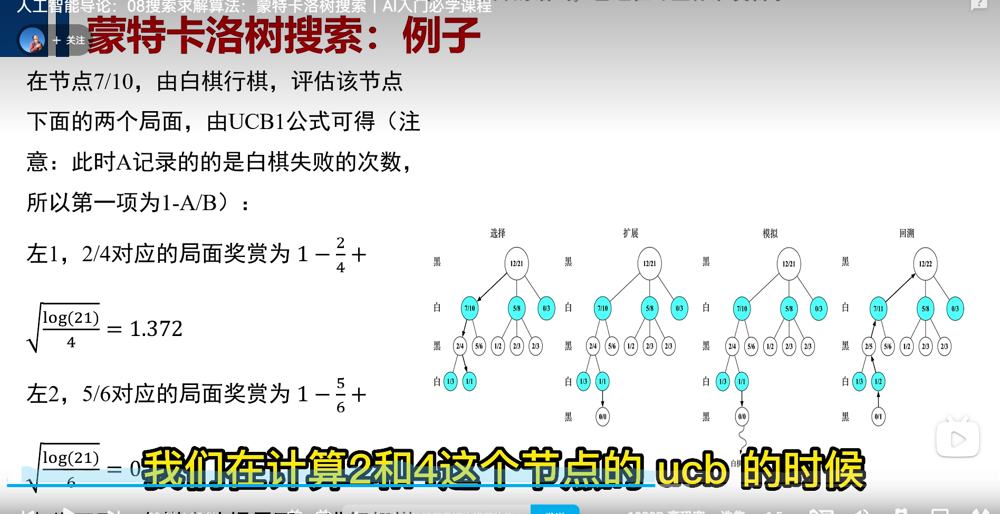 人工智能导论：08搜索求解算法：蒙特卡洛树搜索｜AI入门必学课程
+ 关注
蒙特卡洛树搜索：例子
在节点7/10，由白棋行棋，评估该节点
下面的两个局面，由UCB1公式可得（注
意：此时A记录的的是白棋失败的次数，
所以第一项为1-A/B）：
左1，2/4对应的局面奖赏为 1 − 2/4 +
√(log(21)/4) = 1.372
左2，5/6对应的局面奖赏为 1 − 5/6 +
√(log(21)/6) = 0
选择 扩展 模拟 回溯
黑 12/21 黑 12/21 黑 12/21 黑 12/22
白 7/10 5/8 0/3 白 7/10 5/8 0/3 白 7/10 5/8 0/3 白 7/11 5/8 0/3
黑 2/4 5/6 1/2 2/3 2/3 黑 2/4 5/6 1/2 2/3 2/3 黑 2/4 5/6 1/2 2/3 2/3 黑 2/5 5/6 1/2 2/3 2/3
白 1/3 1/1 白 1/3 1/1 白 1/3 1/1 白 1/3 1/2
黑 0/0 黑 0/0 黑 0/1
我们在计算2和4这个节点的 ucb 的时候